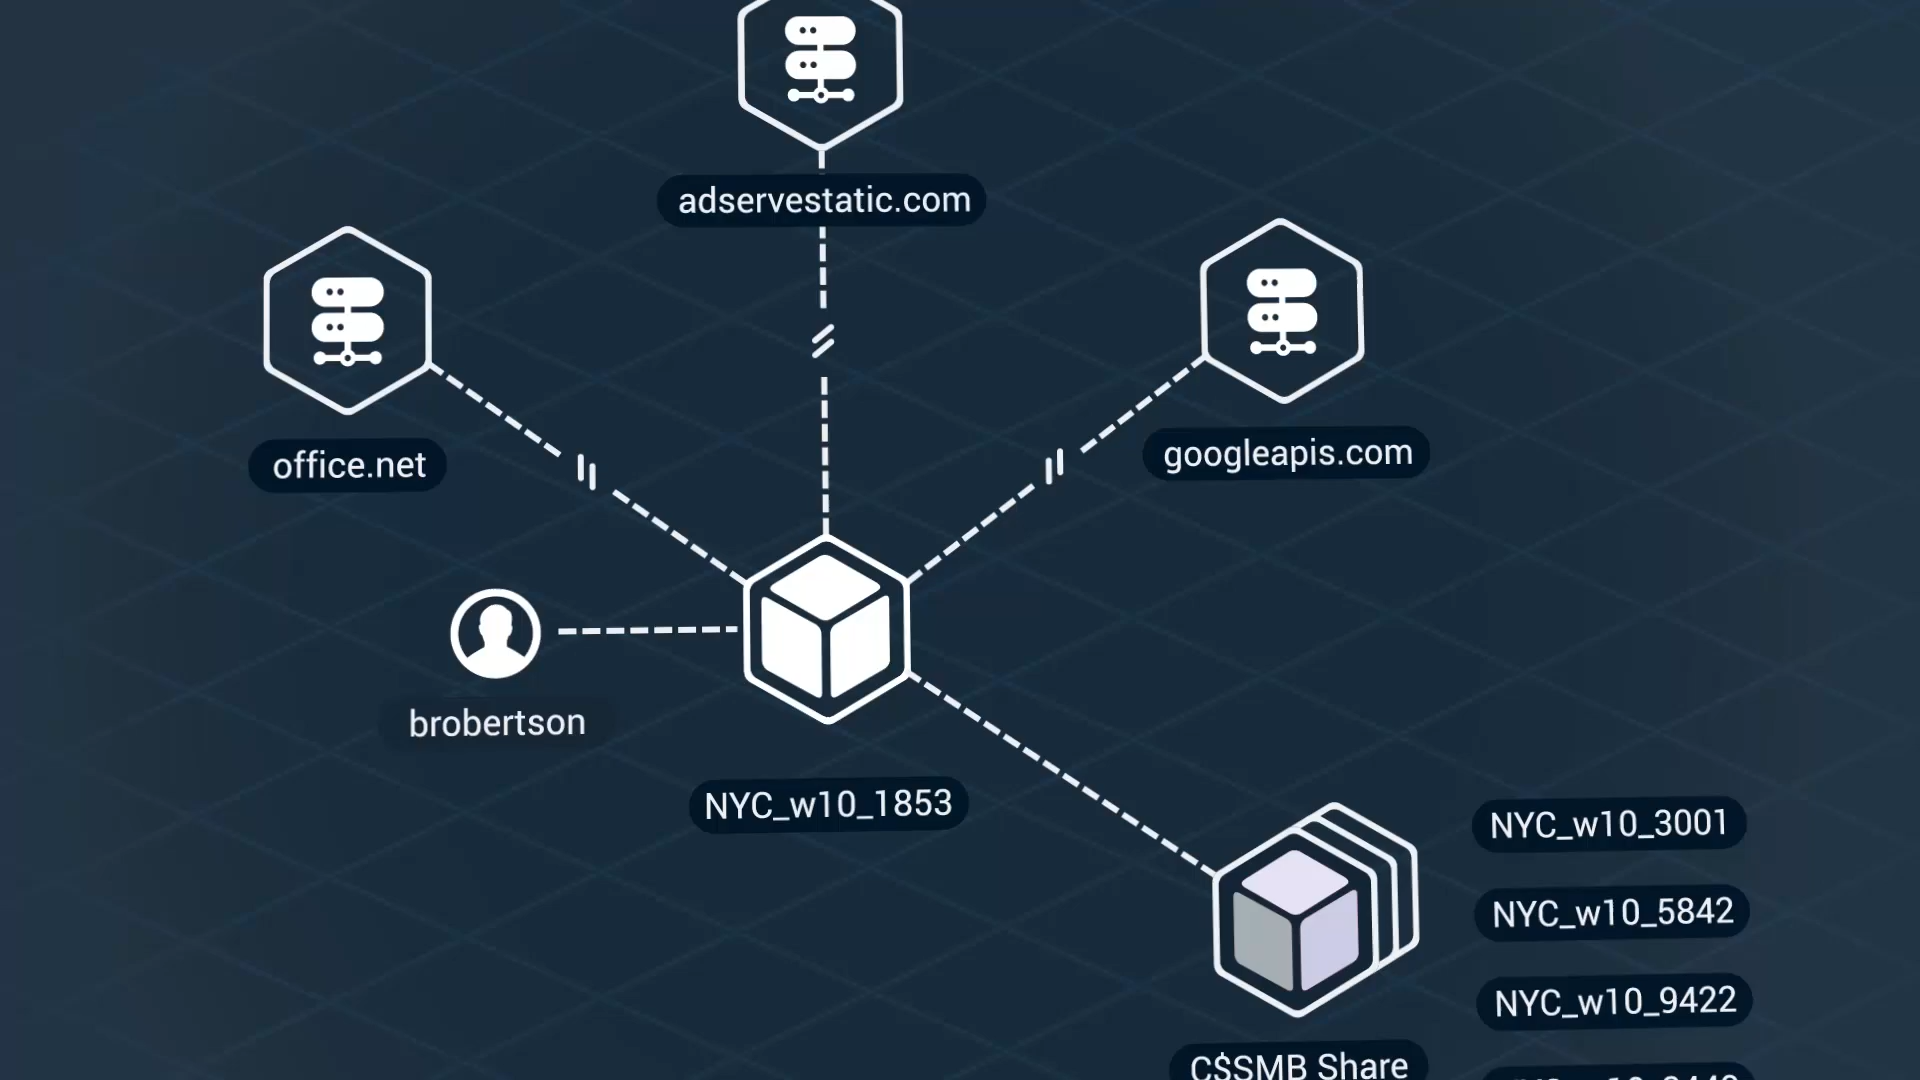 adservestatic.com
office.net
googleapis.com
brobertson
NYC_w10_1853
NYC_w10_3001
NYC_w10_5842
NYC_w10_9422
C$SMB Share